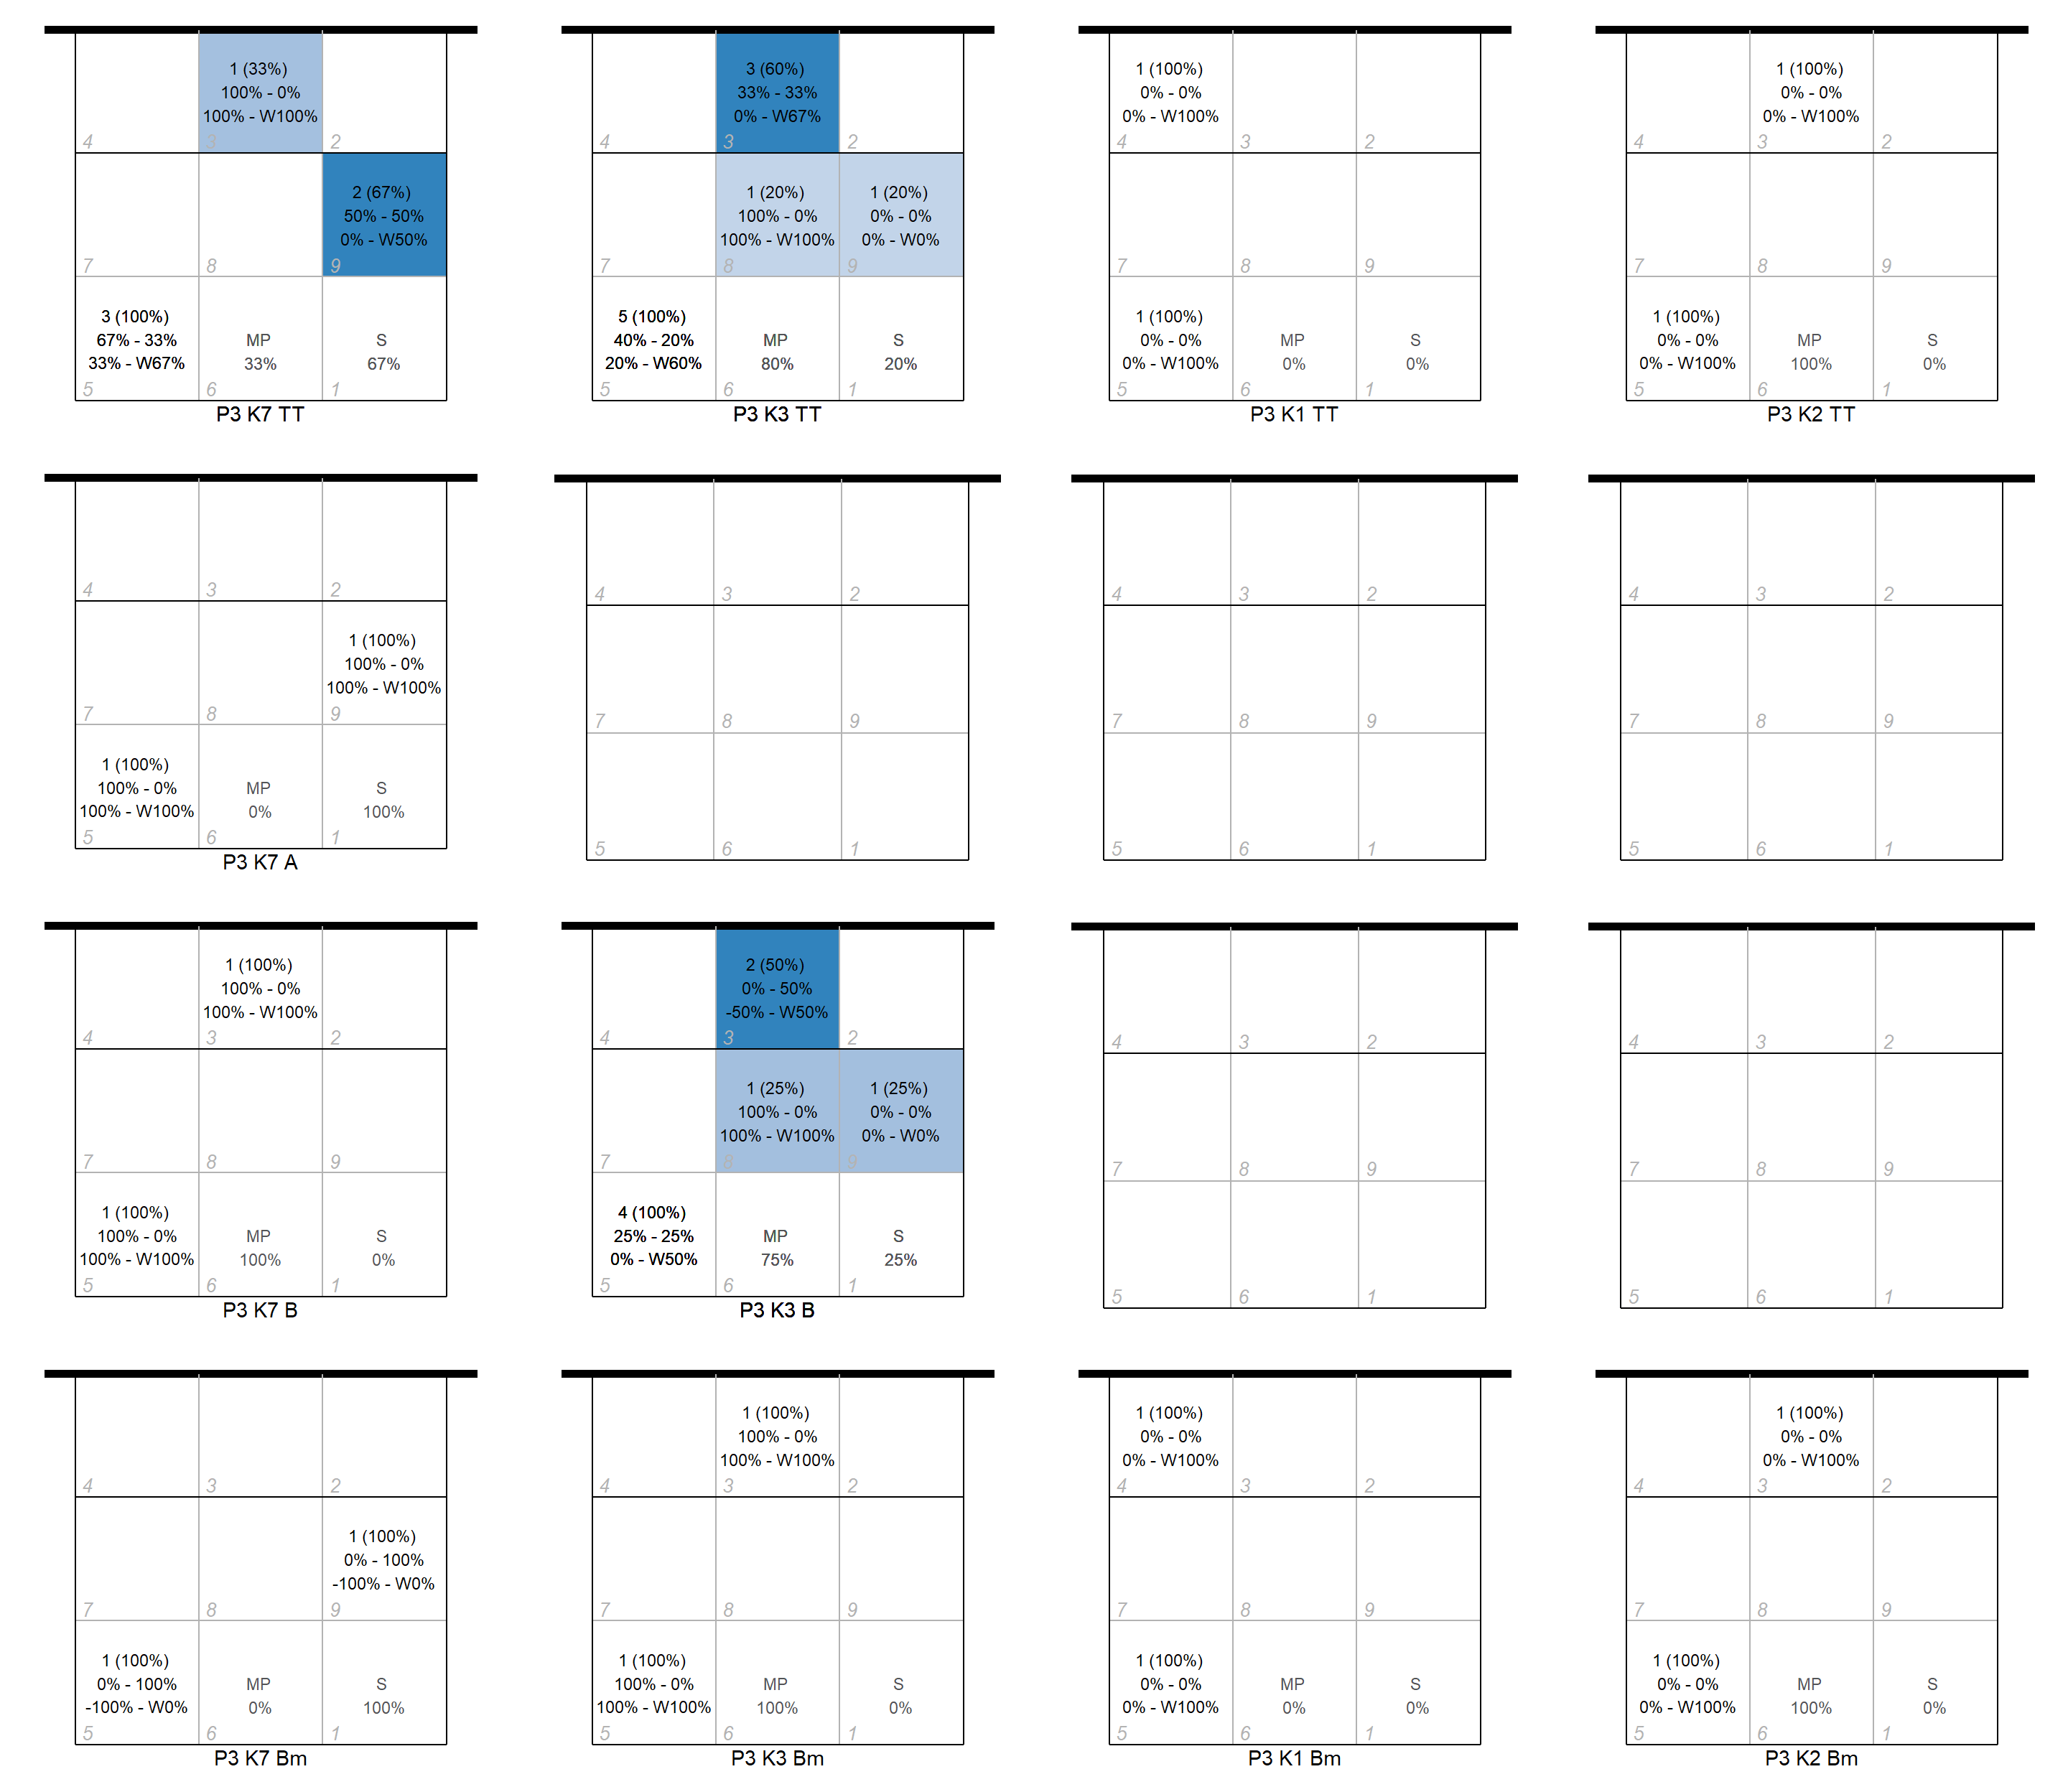 1 (33%)
100% - 0%
100% - W100%
4
3
2
2 (67%)
50% - 50%
0% - W50%
7
8
9
3 (100%)
67% - 33%
33% - W67%
MP
33%
S
67%
5
6
1
P3 K7 TT
3 (60%)
33% - 33%
0% - W67%
4
3
2
1 (20%)
100% - 0%
100% - W100%
1 (20%)
0% - 0%
0% - W0%
7
8
9
5 (100%)
40% - 20%
20% - W60%
MP
80%
S
20%
5
6
1
P3 K3 TT
1 (100%)
0% - 0%
0% - W100%
4
3
2
7
8
9
1 (100%)
0% - 0%
0% - W100%
MP
0%
S
0%
5
6
1
P3 K1 TT
1 (100%)
0% - 0%
0% - W100%
4
3
2
7
8
9
1 (100%)
0% - 0%
0% - W100%
MP
100%
S
0%
5
6
1
P3 K2 TT
4
3
2
1 (100%)
100% - 0%
100% - W100%
7
8
9
1 (100%)
100% - 0%
100% - W100%
MP
0%
S
100%
5
6
1
P3 K7 A
4
3
2
7
8
9
5
6
1
4
3
2
7
8
9
5
6
1
4
3
2
7
8
9
5
6
1
1 (100%)
100% - 0%
100% - W100%
4
3
2
7
8
9
1 (100%)
100% - 0%
100% - W100%
MP
100%
S
0%
5
6
1
P3 K7 B
2 (50%)
0% - 50%
-50% - W50%
4
3
2
1 (25%)
100% - 0%
100% - W100%
1 (25%)
0% - 0%
0% - W0%
7
8
9
4 (100%)
25% - 25%
0% - W50%
MP
75%
S
25%
5
6
1
P3 K3 B
4
3
2
7
8
9
5
6
1
4
3
2
7
8
9
5
6
1
4
3
2
1 (100%)
0% - 100%
-100% - W0%
7
8
9
1 (100%)
0% - 100%
-100% - W0%
MP
0%
S
100%
5
6
1
P3 K7 Bm
1 (100%)
100% - 0%
100% - W100%
4
3
2
7
8
9
1 (100%)
100% - 0%
100% - W100%
MP
100%
S
0%
5
6
1
P3 K3 Bm
1 (100%)
0% - 0%
0% - W100%
4
3
2
7
8
9
1 (100%)
0% - 0%
0% - W100%
MP
0%
S
0%
5
6
1
P3 K1 Bm
1 (100%)
0% - 0%
0% - W100%
4
3
2
7
8
9
1 (100%)
0% - 0%
0% - W100%
MP
100%
S
0%
5
6
1
P3 K2 Bm